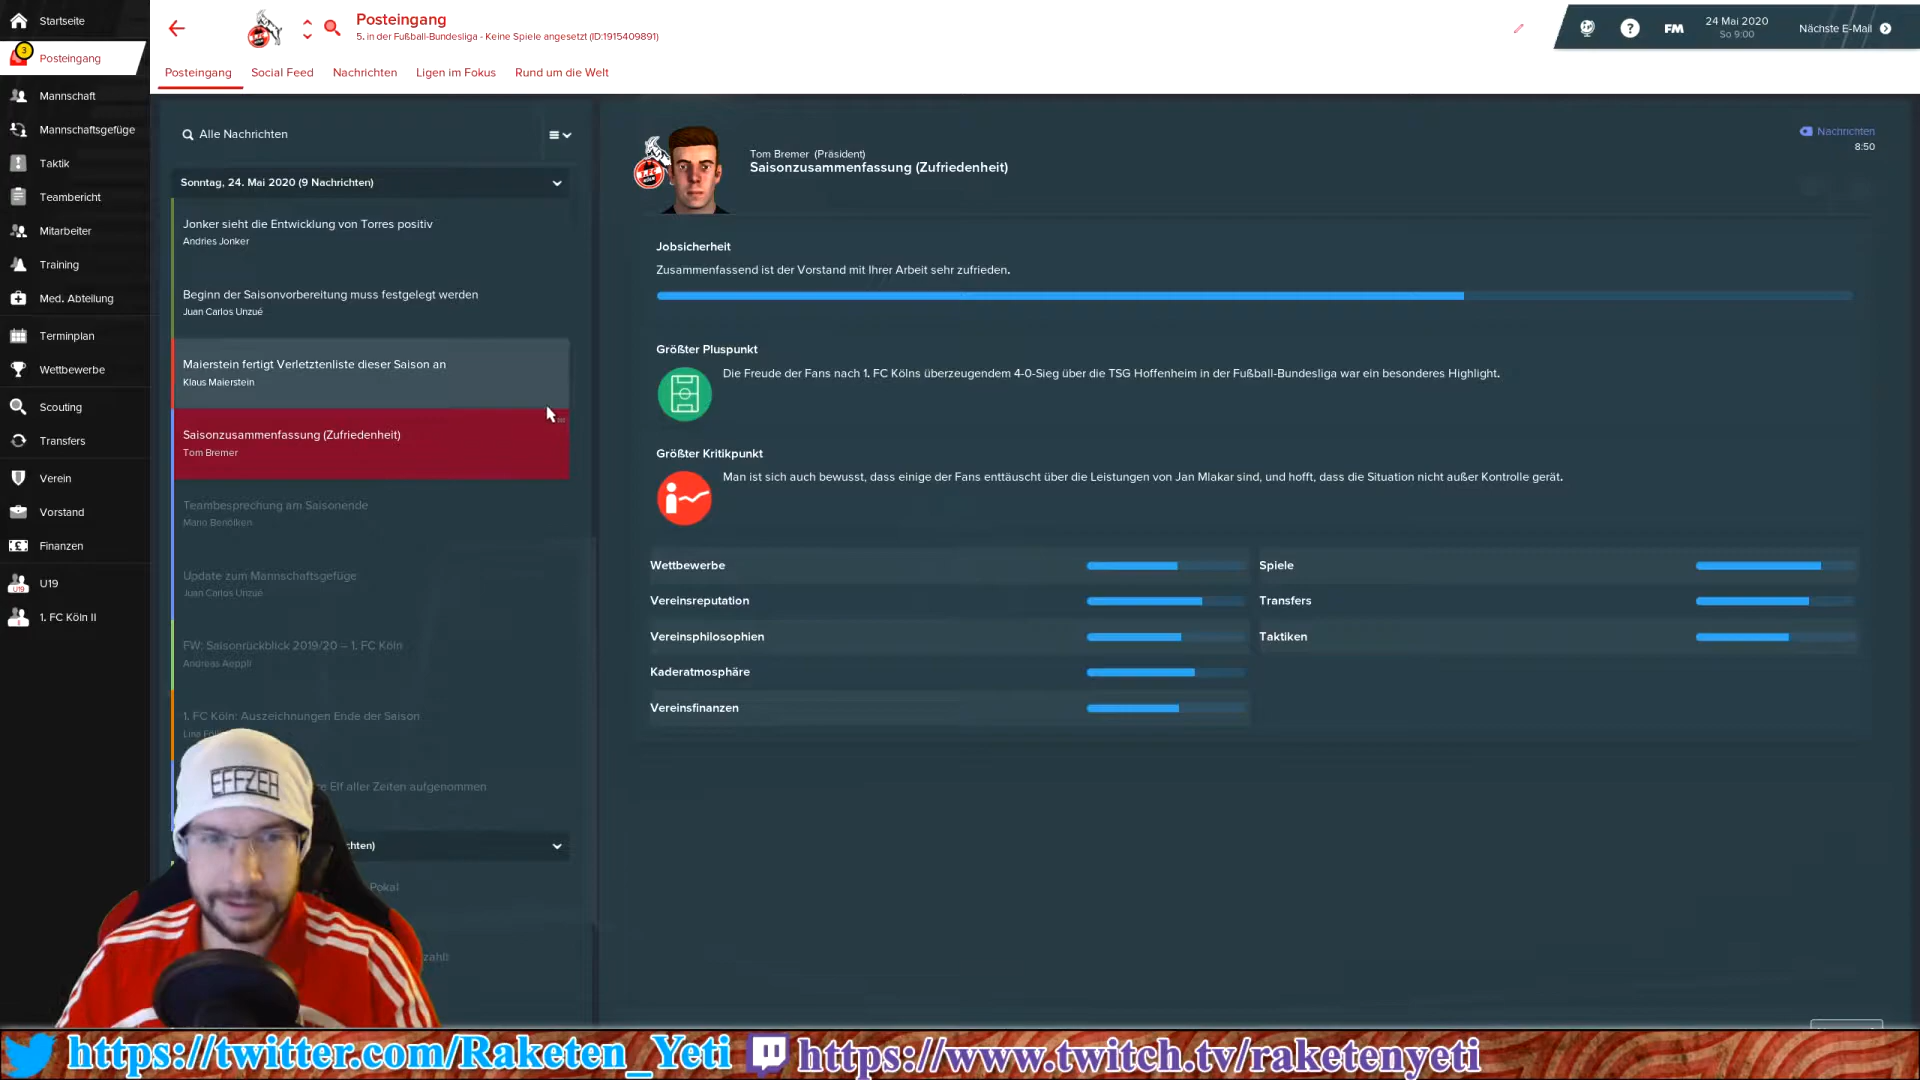 Startseite
3
Posteingang
Mannschaft
Mannschaftsgefüge
Taktik
Teambericht
Mitarbeiter
Training
Med. Abteilung
Terminplan
Wettbewerbe
Scouting
Transfers
Verein
Vorstand
Finanzen
U19
1. FC Köln II
Posteingang
5. in der Fußball-Bundesliga - Keine Spiele angesetzt (ID:1915409891)
?
FM
24 Mai 2020
So 9:00
Nächste E-Mail
Posteingang
Social Feed
Nachrichten
Ligen im Fokus
Rund um die Welt
Alle Nachrichten
Sonntag, 24. Mai 2020 (9 Nachrichten)
Jonker sieht die Entwicklung von Torres positiv
Andries Jonker
Beginn der Saisonvorbereitung muss festgelegt werden
Juan Carlos Unzué
Maierstein fertigt Verletztenliste dieser Saison an
Klaus Maierstein
Saisonzusammenfassung (Zufriedenheit)
Tom Bremer
Teambesprechung am Saisonende
Mario Benölken
Update zum Mannschaftsgefüge
Juan Carlos Unzué
FW: Saisonrückblick 2019/20 – 1. FC Köln
Andreas Aeppli
1. FC Köln: Auszeichnungen Ende der Saison
Lina
Elf aller Zeiten aufgenommen
chten)
Pokal
EFFZEH
Tom Bremer (Präsident)
Saisonzusammenfassung (Zufriedenheit)
Nachrichten
8:50
Jobsicherheit
Zusammenfassend ist der Vorstand mit Ihrer Arbeit sehr zufrieden.
Größter Pluspunkt
Die Freude der Fans nach 1. FC Kölns überzeugendem 4-0-Sieg über die TSG Hoffenheim in der Fußball-Bundesliga war ein besonderes Highlight.
Größter Kritikpunkt
Man ist sich auch bewusst, dass einige der Fans enttäuscht über die Leistungen von Jan Mlakar sind, und hofft, dass die Situation nicht außer Kontrolle gerät.
Wettbewerbe
Vereinsreputation
Vereinsphilosophien
Kaderatmosphäre
Vereinsfinanzen
Spiele
Transfers
Taktiken
https://twitter.com/Raketen_Yeti
https://www.twitch.tv/raketenyeti